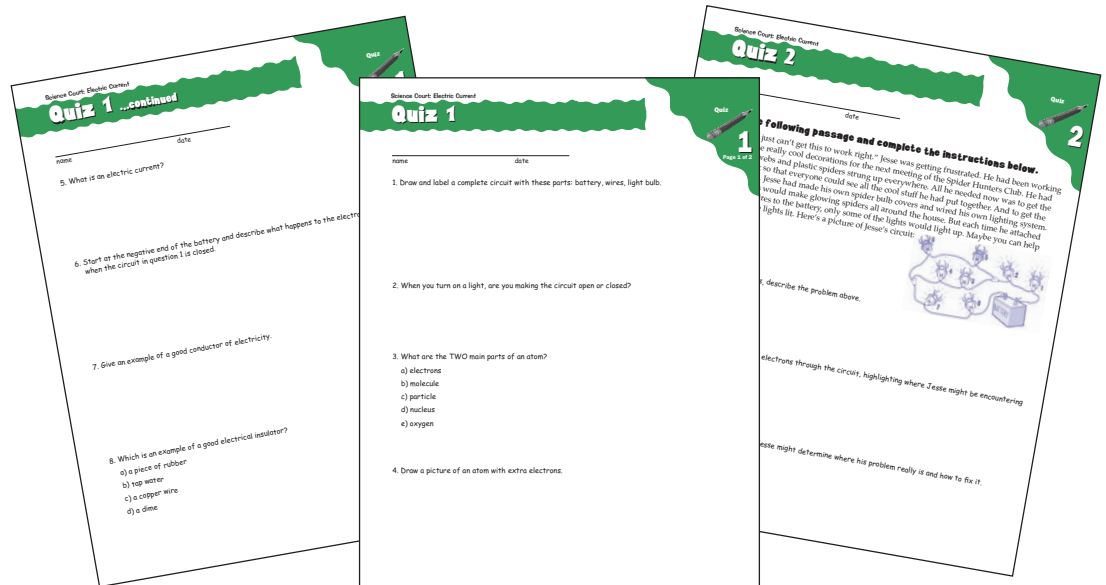 Science Court: Electric Current
Quiz 1 ...continued
Quiz
name
date
5. What is an electric current?
6. Start at the negative end of the battery and describe what happens to the electro
when the circuit in question 1 is closed.
7. Give an example of a good conductor of electricity.
8. Which is an example of a good electrical insulator?
a) a piece of rubber
b) tap water
c) a copper wire
d) a dime
Science Court: Electric Current
Quiz 1
Quiz
1
Page 1 of 2
name
date
1. Draw and label a complete circuit with these parts: battery, wires, light bulb.
2. When you turn on a light, are you making the circuit open or closed?
3. What are the TWO main parts of an atom?
a) electrons
b) molecule
c) particle
d) nucleus
e) oxygen
4. Draw a picture of an atom with extra electrons.
Science Court: Electric Current
Quiz 2
Quiz
2
date
e following passage and complete the instructions below.
just can't get this to work right." Jesse was getting frustrated. He had been working
e really cool decorations for the next meeting of the Spider Hunters Club. He had
webs and plastic spiders strung up everywhere. All he needed now was to get the
so that everyone could see all the cool stuff he had put together. And to get the
Jesse had made his own spider bulb covers and wired his own lighting system.
would make glowing spiders all around the house. But each time he attached
res to the battery, only some of the lights would light up. Maybe you can help
lights lit. Here's a picture of Jesse's circuit:
BATTERY
s, describe the problem above.
electrons through the circuit, highlighting where Jesse might be encountering
esse might determine where his problem really is and how to fix it.